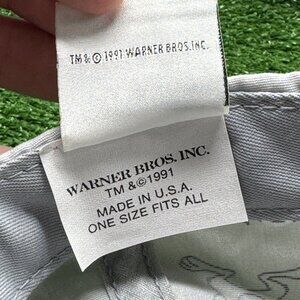 TM & © 1991 WARNER BROS. INC.
WARNER BROS. INC.
TM &©1991
MADE IN U.S.A.
ONE SIZE FITS ALL